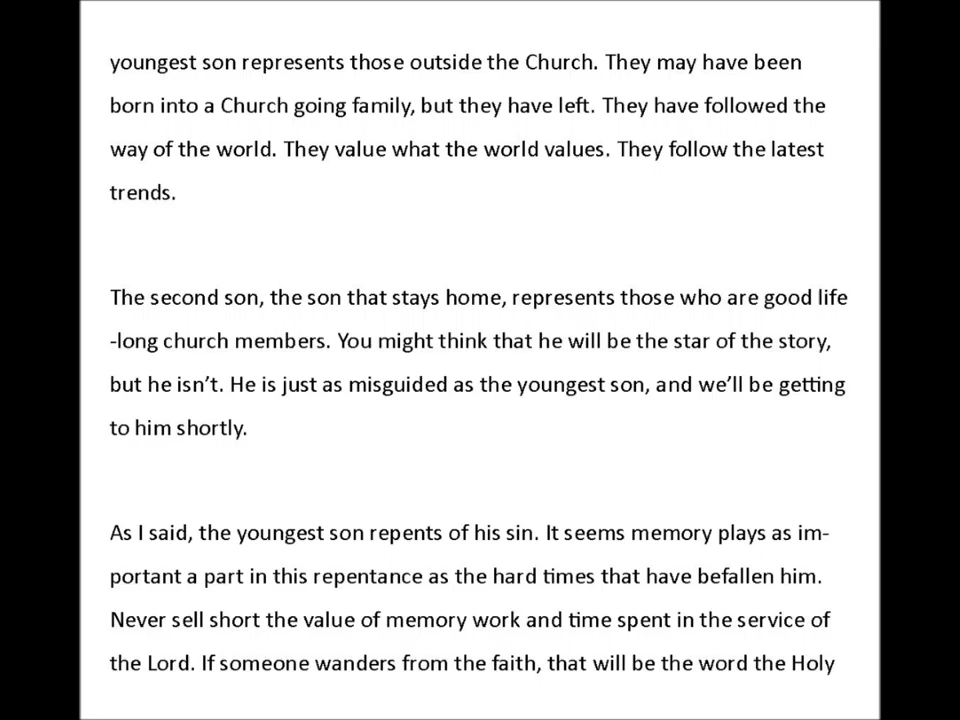 youngest son represents those outside the Church. They may have been
born into a Church going family, but they have left. They have followed the
way of the world. They value what the world values. They follow the latest
trends.
The second son, the son that stays home, represents those who are good life
-long church members. You might think that he will be the star of the story,
but he isn’t. He is just as misguided as the youngest son, and we’ll be getting
to him shortly.
As I said, the youngest son repents of his sin. It seems memory plays as im-
portant a part in this repentance as the hard times that have befallen him.
Never sell short the value of memory work and time spent in the service of
the Lord. If someone wanders from the faith, that will be the word the Holy